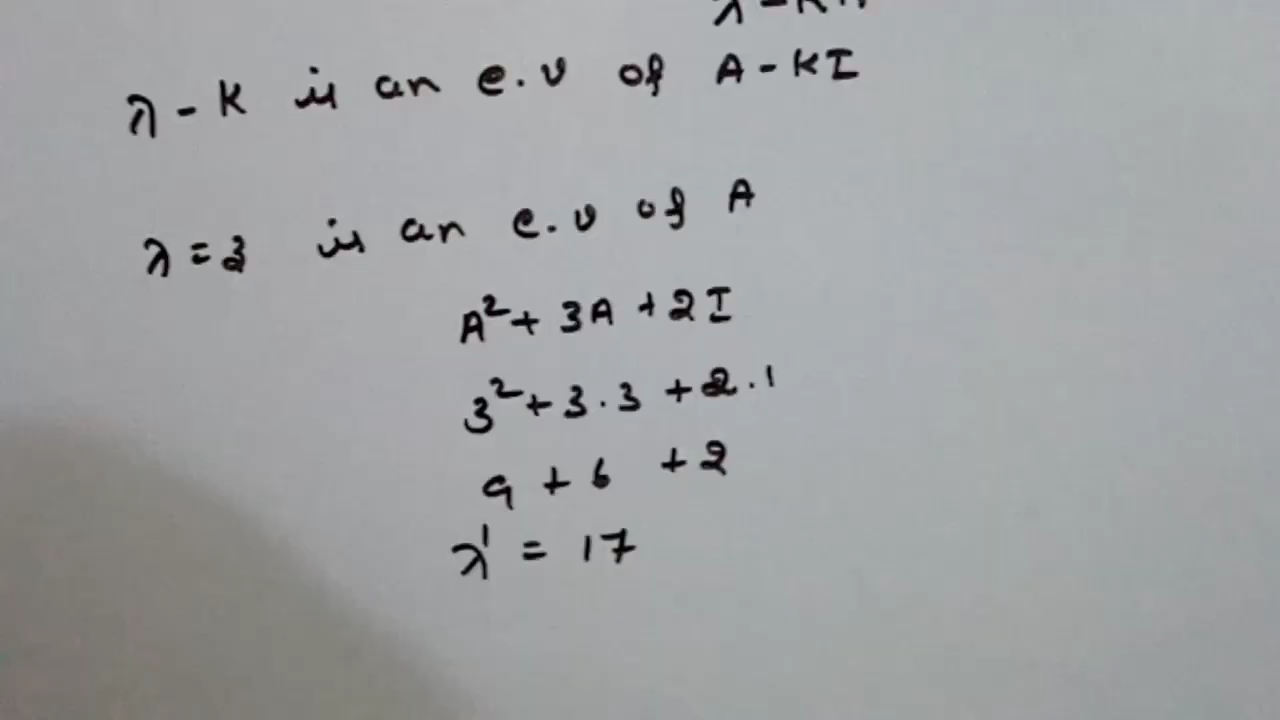 λ - K
λ - K is an e.v of A - KI
λ = 3 is an e.v of A
A² + 3A + 2I
3² + 3.3 + 2.1
9 + 6 + 2
λ' = 17